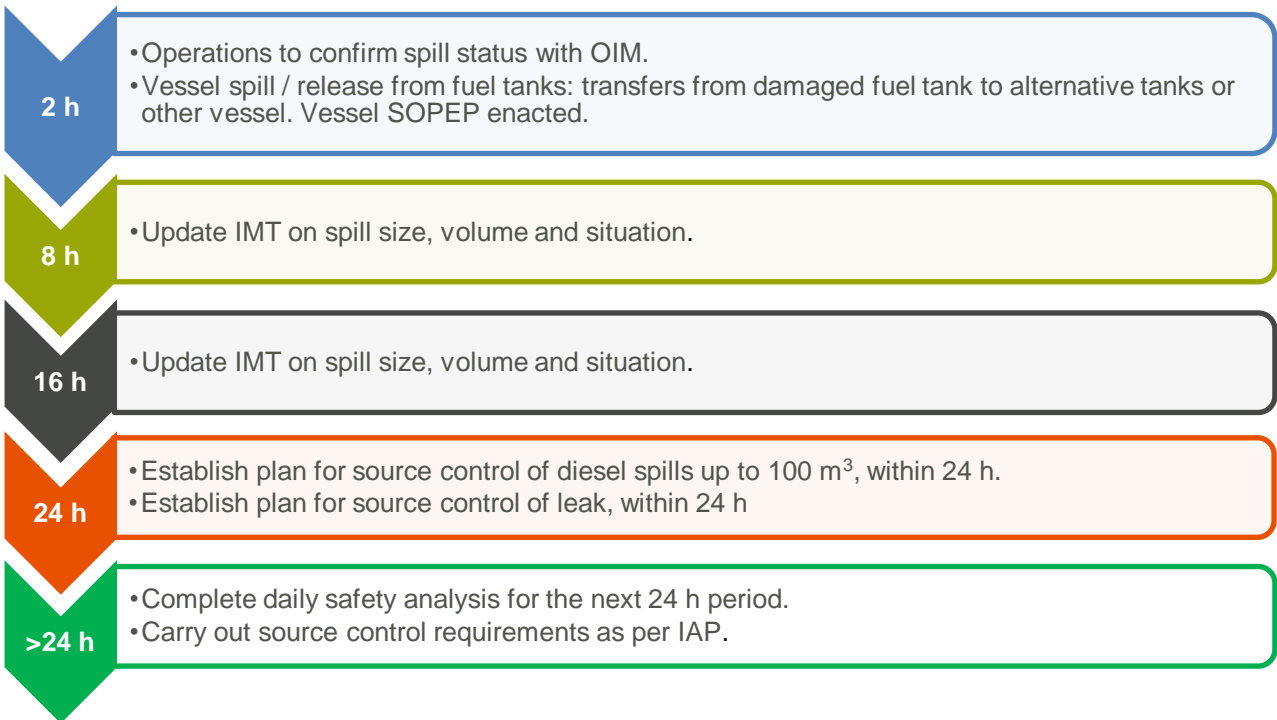 2 h
•Operations to confirm spill status with OIM.
•Vessel spill / release from fuel tanks: transfers from damaged fuel tank to alternative tanks or
other vessel. Vessel SOPEP enacted.
8 h
•Update IMT on spill size, volume and situation.
16 h
•Update IMT on spill size, volume and situation.
24 h
•Establish plan for source control of diesel spills up to 100 m³, within 24 h.
•Establish plan for source control of leak, within 24 h
>24 h
•Complete daily safety analysis for the next 24 h period.
•Carry out source control requirements as per IAP.